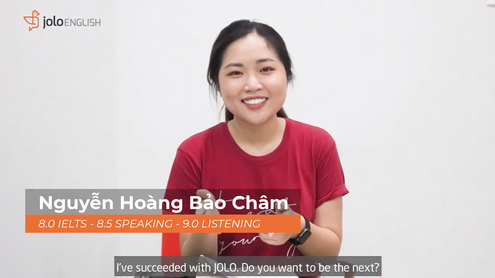 jolo ENGLISH
Nguyễn Hoàng Bảo Châm
8.0 IELTS - 8.5 SPEAKING - 9.0 LISTENING
I've succeeded with JOLO. Do you want to be the next?